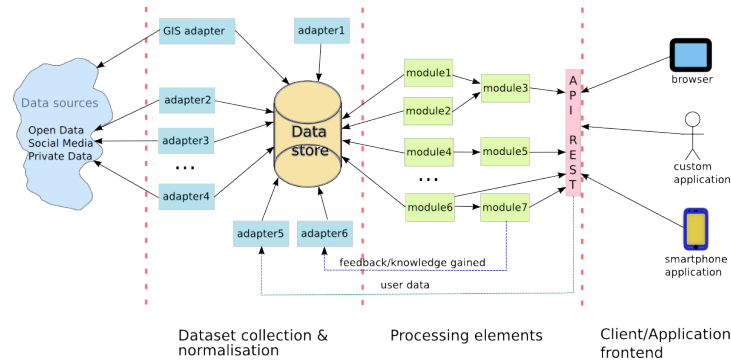 GIS adapter
adapter1
Data sources
Open Data
Social Media
Private Data
adapter2
adapter3
...
adapter4
adapter5
adapter6
Data
store
module1
module2
module3
module4
module5
...
module6
module7
API REST
browser
custom
application
smartphone
application
feedback/knowledge gained
user data
Dataset collection &
normalisation
Processing elements
Client/Application
frontend